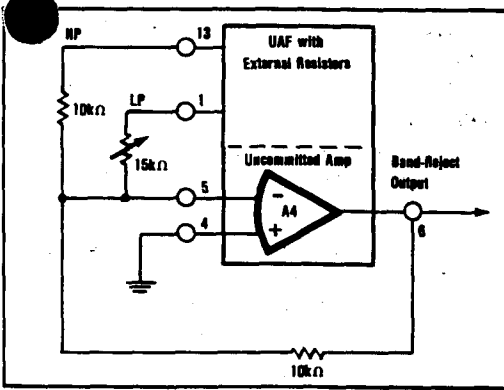 HP
13
UAF with
External Resistors
10kΩ
LP
1
15kΩ
Uncommitted Amp
Band-Reject
Output
5
−
A4
4
+
6
10kΩ